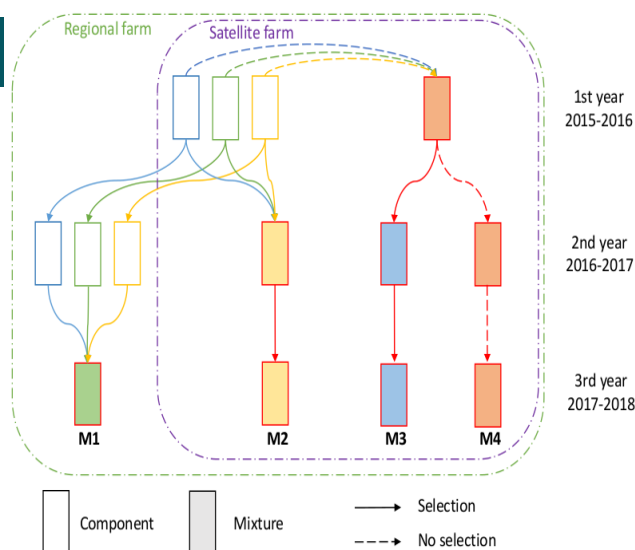 Regional farm
Satellite farm
1st year
2015-2016
2nd year
2016-2017
3rd year
2017-2018
M1
M2
M3
M4
Component
Mixture
Selection
No selection